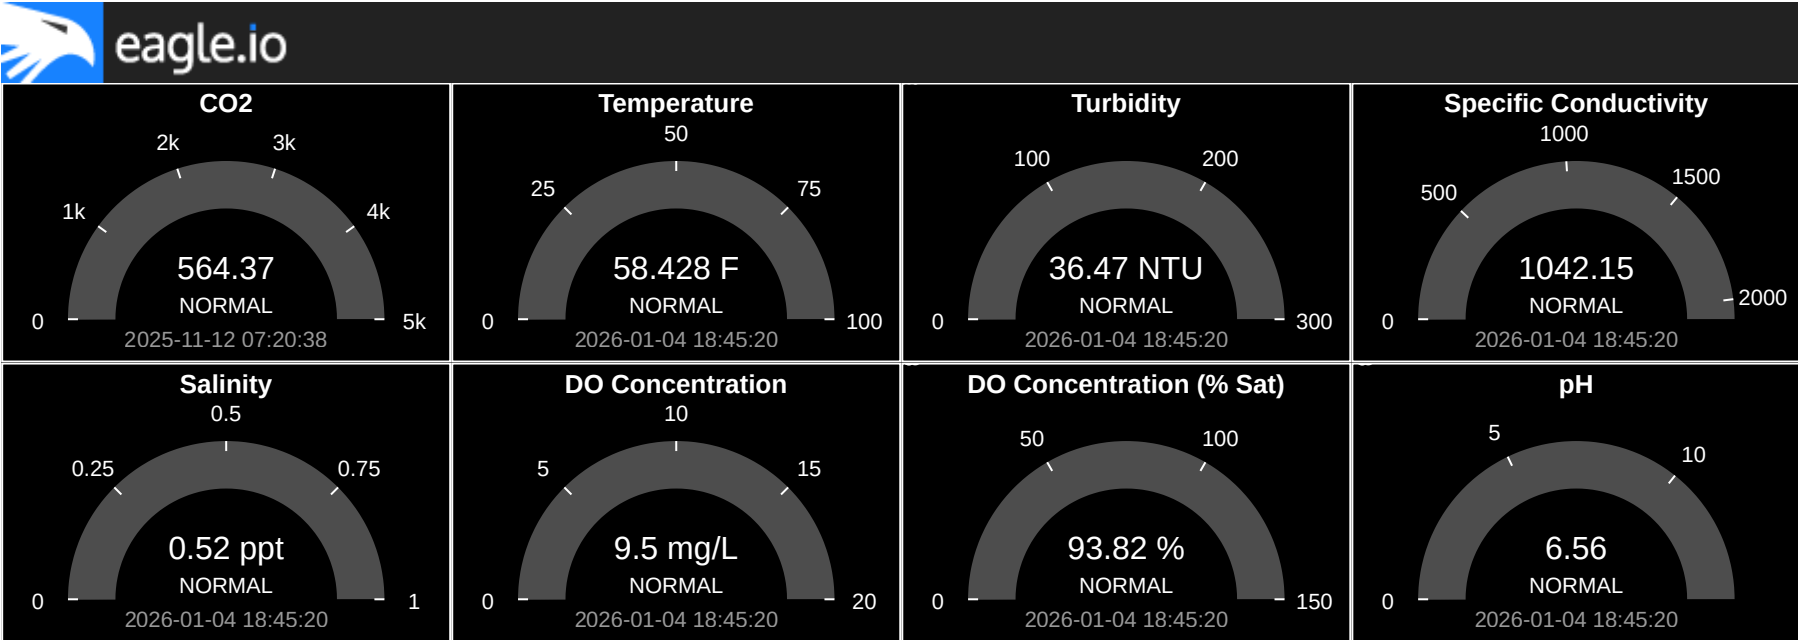 eagle.io
CO2
2k
3k
1k
4k
564.37
NORMAL
0
5k
2025-11-12 07:20:38
Temperature
50
25
75
58.428 F
NORMAL
0
100
2026-01-04 18:45:20
Turbidity
100
200
36.47 NTU
NORMAL
0
300
2026-01-04 18:45:20
Specific Conductivity
1000
500
1500
1042.15
2000
NORMAL
0
2026-01-04 18:45:20
Salinity
0.5
0.25
0.75
0.52 ppt
NORMAL
0
1
2026-01-04 18:45:20
DO Concentration
10
5
15
9.5 mg/L
NORMAL
0
20
2026-01-04 18:45:20
DO Concentration (% Sat)
50
100
93.82 %
NORMAL
0
150
2026-01-04 18:45:20
pH
5
10
6.56
NORMAL
0
2026-01-04 18:45:20